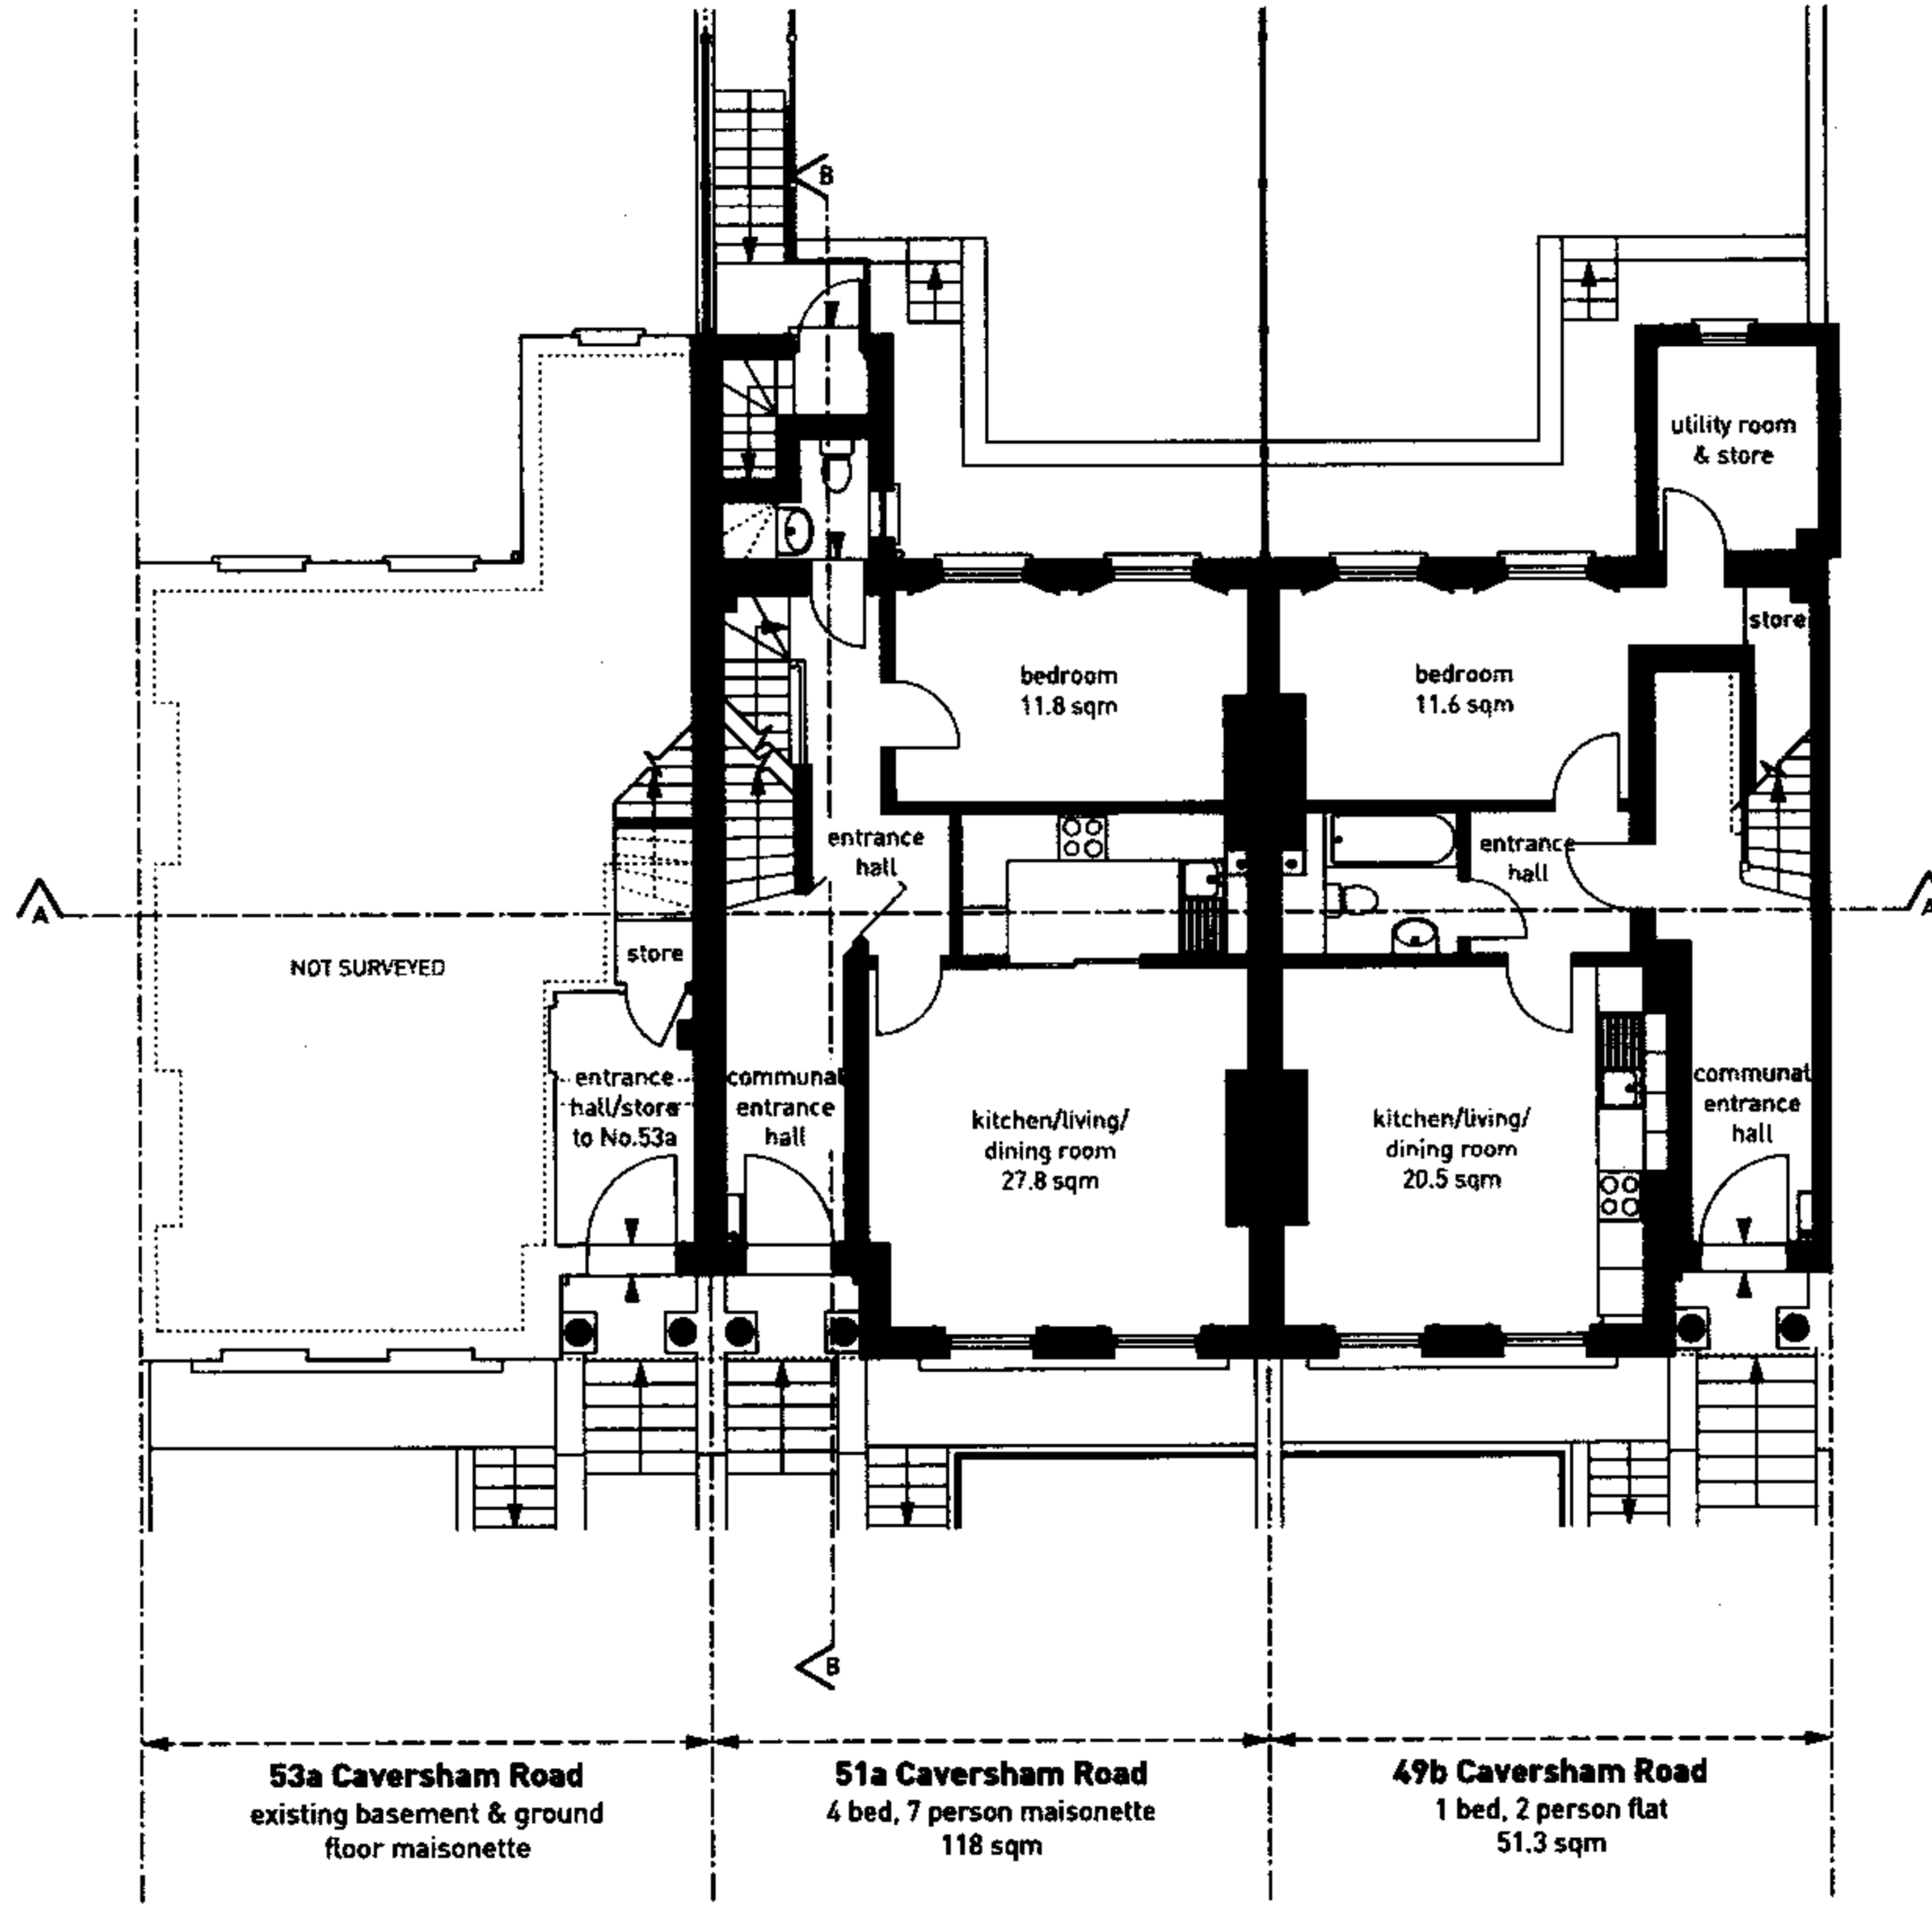 B
utility room
& store
store
bedroom
11.8 sqm
bedroom
11.6 sqm
entrance
hall
entrance
hall
A
A
store
NOT SURVEYED
entrance
hall/store
to No.53a
communal
entrance
hall
kitchen/living/
dining room
27.8 sqm
kitchen/living/
dining room
20.5 sqm
communal
entrance
hall
B
53a Caversham Road
existing basement & ground
floor maisonette
51a Caversham Road
4 bed, 7 person maisonette
118 sqm
49b Caversham Road
1 bed, 2 person flat
51.3 sqm